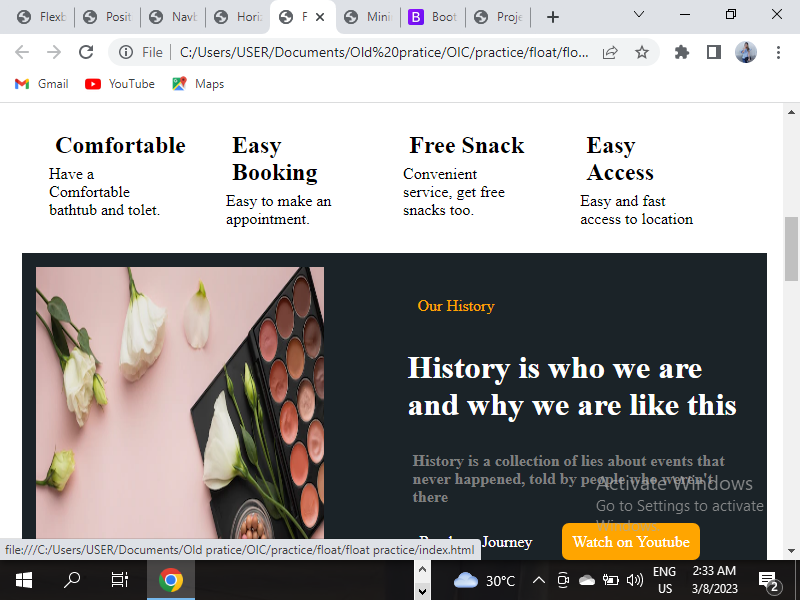 Flexb
Posit
Navb
Horiz
F
Mini
Boot
Proje
File
C:/Users/USER/Documents/Old%20pratice/OIC/practice/float/flo...
Gmail
YouTube
Maps
Comfortable
Have a
Comfortable
bathtub and tolet.
Easy
Booking
Easy to make an
appointment.
Free Snack
Convenient
service, get free
snacks too.
Easy
Access
Easy and fast
access to location
Our History
History is who we are
and why we are like this
History is a collection of lies about events that
never happened, told by people who weren't
there
Journey
Watch on Youtube
Activate Windows
Go to Settings to activate
Windows.
file:///C:/Users/USER/Documents/Old pratice/OIC/practice/float/float practice/index.html
30°C
ENG
US
2:33 AM
3/8/2023
2